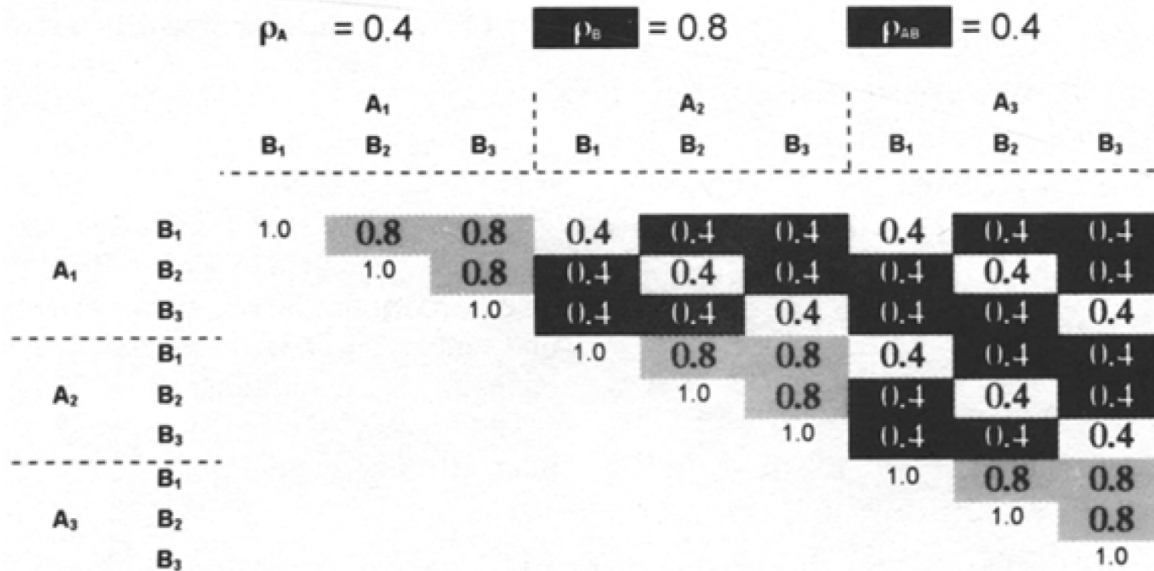 ρA = 0.4 ρB = 0.8 ρAB = 0.4
A1 A2 A3
B1 B2 B3 B1 B2 B3 B1 B2 B3
B1 1.0 0.8 0.8 0.4 0.4 0.4 0.4 0.4 0.4
A1 B2 1.0 0.8 0.4 0.4 0.4 0.4 0.4 0.4
B3 1.0 0.4 0.4 0.4 0.4 0.4 0.4
B1 1.0 0.8 0.8 0.4 0.4 0.4
A2 B2 1.0 0.8 0.4 0.4 0.4
B3 1.0 0.4 0.4 0.4
B1 1.0 0.8 0.8
A3 B2 1.0 0.8
B3 1.0